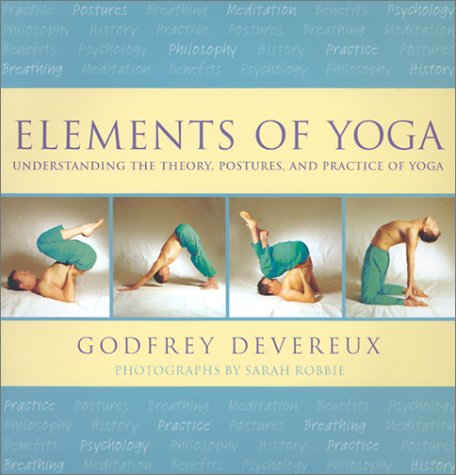 Practice Postures Breathing Meditation Benefits Psychology
Philosophy History Practice Postures Breathing Meditation
Benefits Psychology Philosophy History Practice Postures
Breathing Meditation Benefits Psychology Philosophy History
ELEMENTS OF YOGA
UNDERSTANDING THE THEORY, POSTURES, AND PRACTICE OF YOGA
GODFREY DEVEREUX
PHOTOGRAPHS BY SARAH ROBBIE
Practice Postures Breathing Meditation Benefits Psychology
Philosophy History Practice Postures Breathing Meditation
Benefits Psychology Philosophy History Practice Postures
Breathing Meditation Benefits Psychology Philosophy History